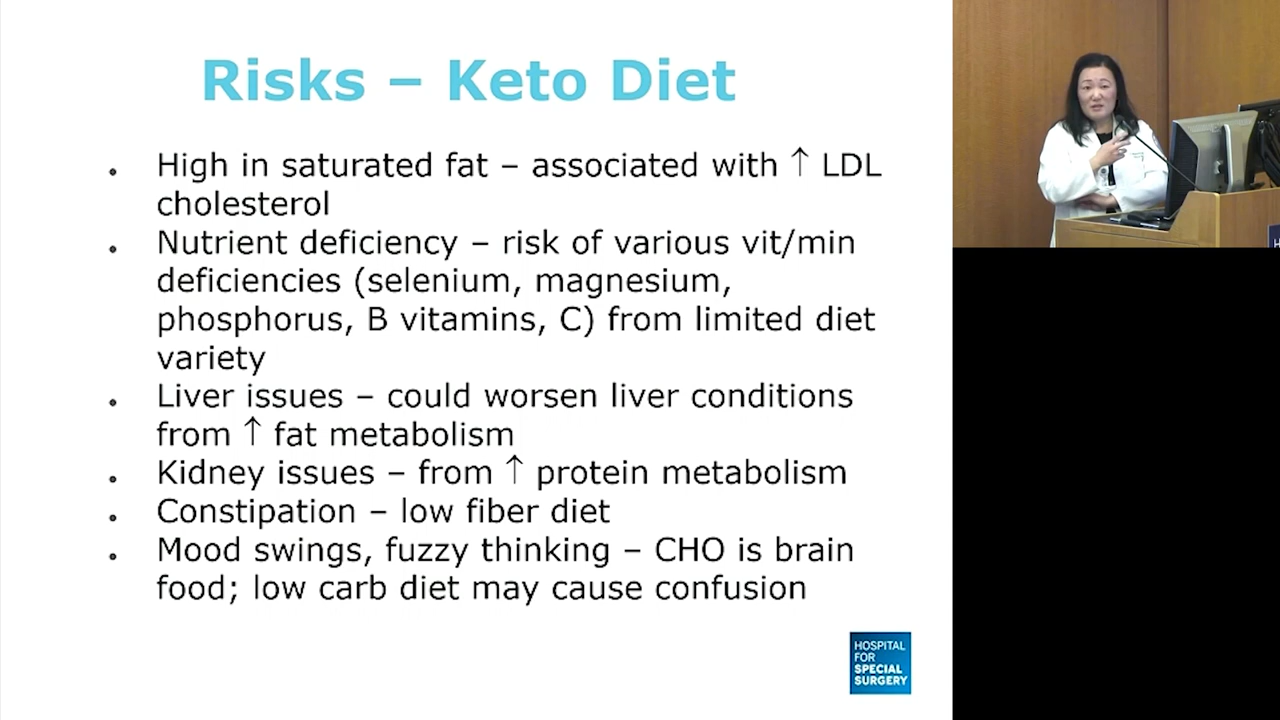 Risks – Keto Diet
• High in saturated fat – associated with ↑ LDL
cholesterol
• Nutrient deficiency – risk of various vit/min
deficiencies (selenium, magnesium,
phosphorus, B vitamins, C) from limited diet
variety
• Liver issues – could worsen liver conditions
from ↑ fat metabolism
• Kidney issues – from ↑ protein metabolism
• Constipation – low fiber diet
• Mood swings, fuzzy thinking – CHO is brain
food; low carb diet may cause confusion
HOSPITAL
FOR
SPECIAL
SURGERY